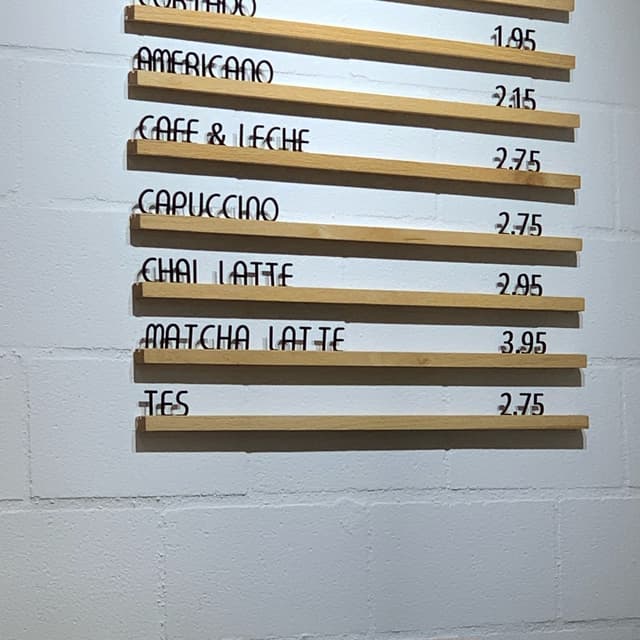 CORTADO 1.95
AMERICANO 2.15
CAFE & LECHE 2.75
CAPUCCINO 2.75
CHAI LATTE 2.95
MATCHA LATTE 3.95
TES 2.75